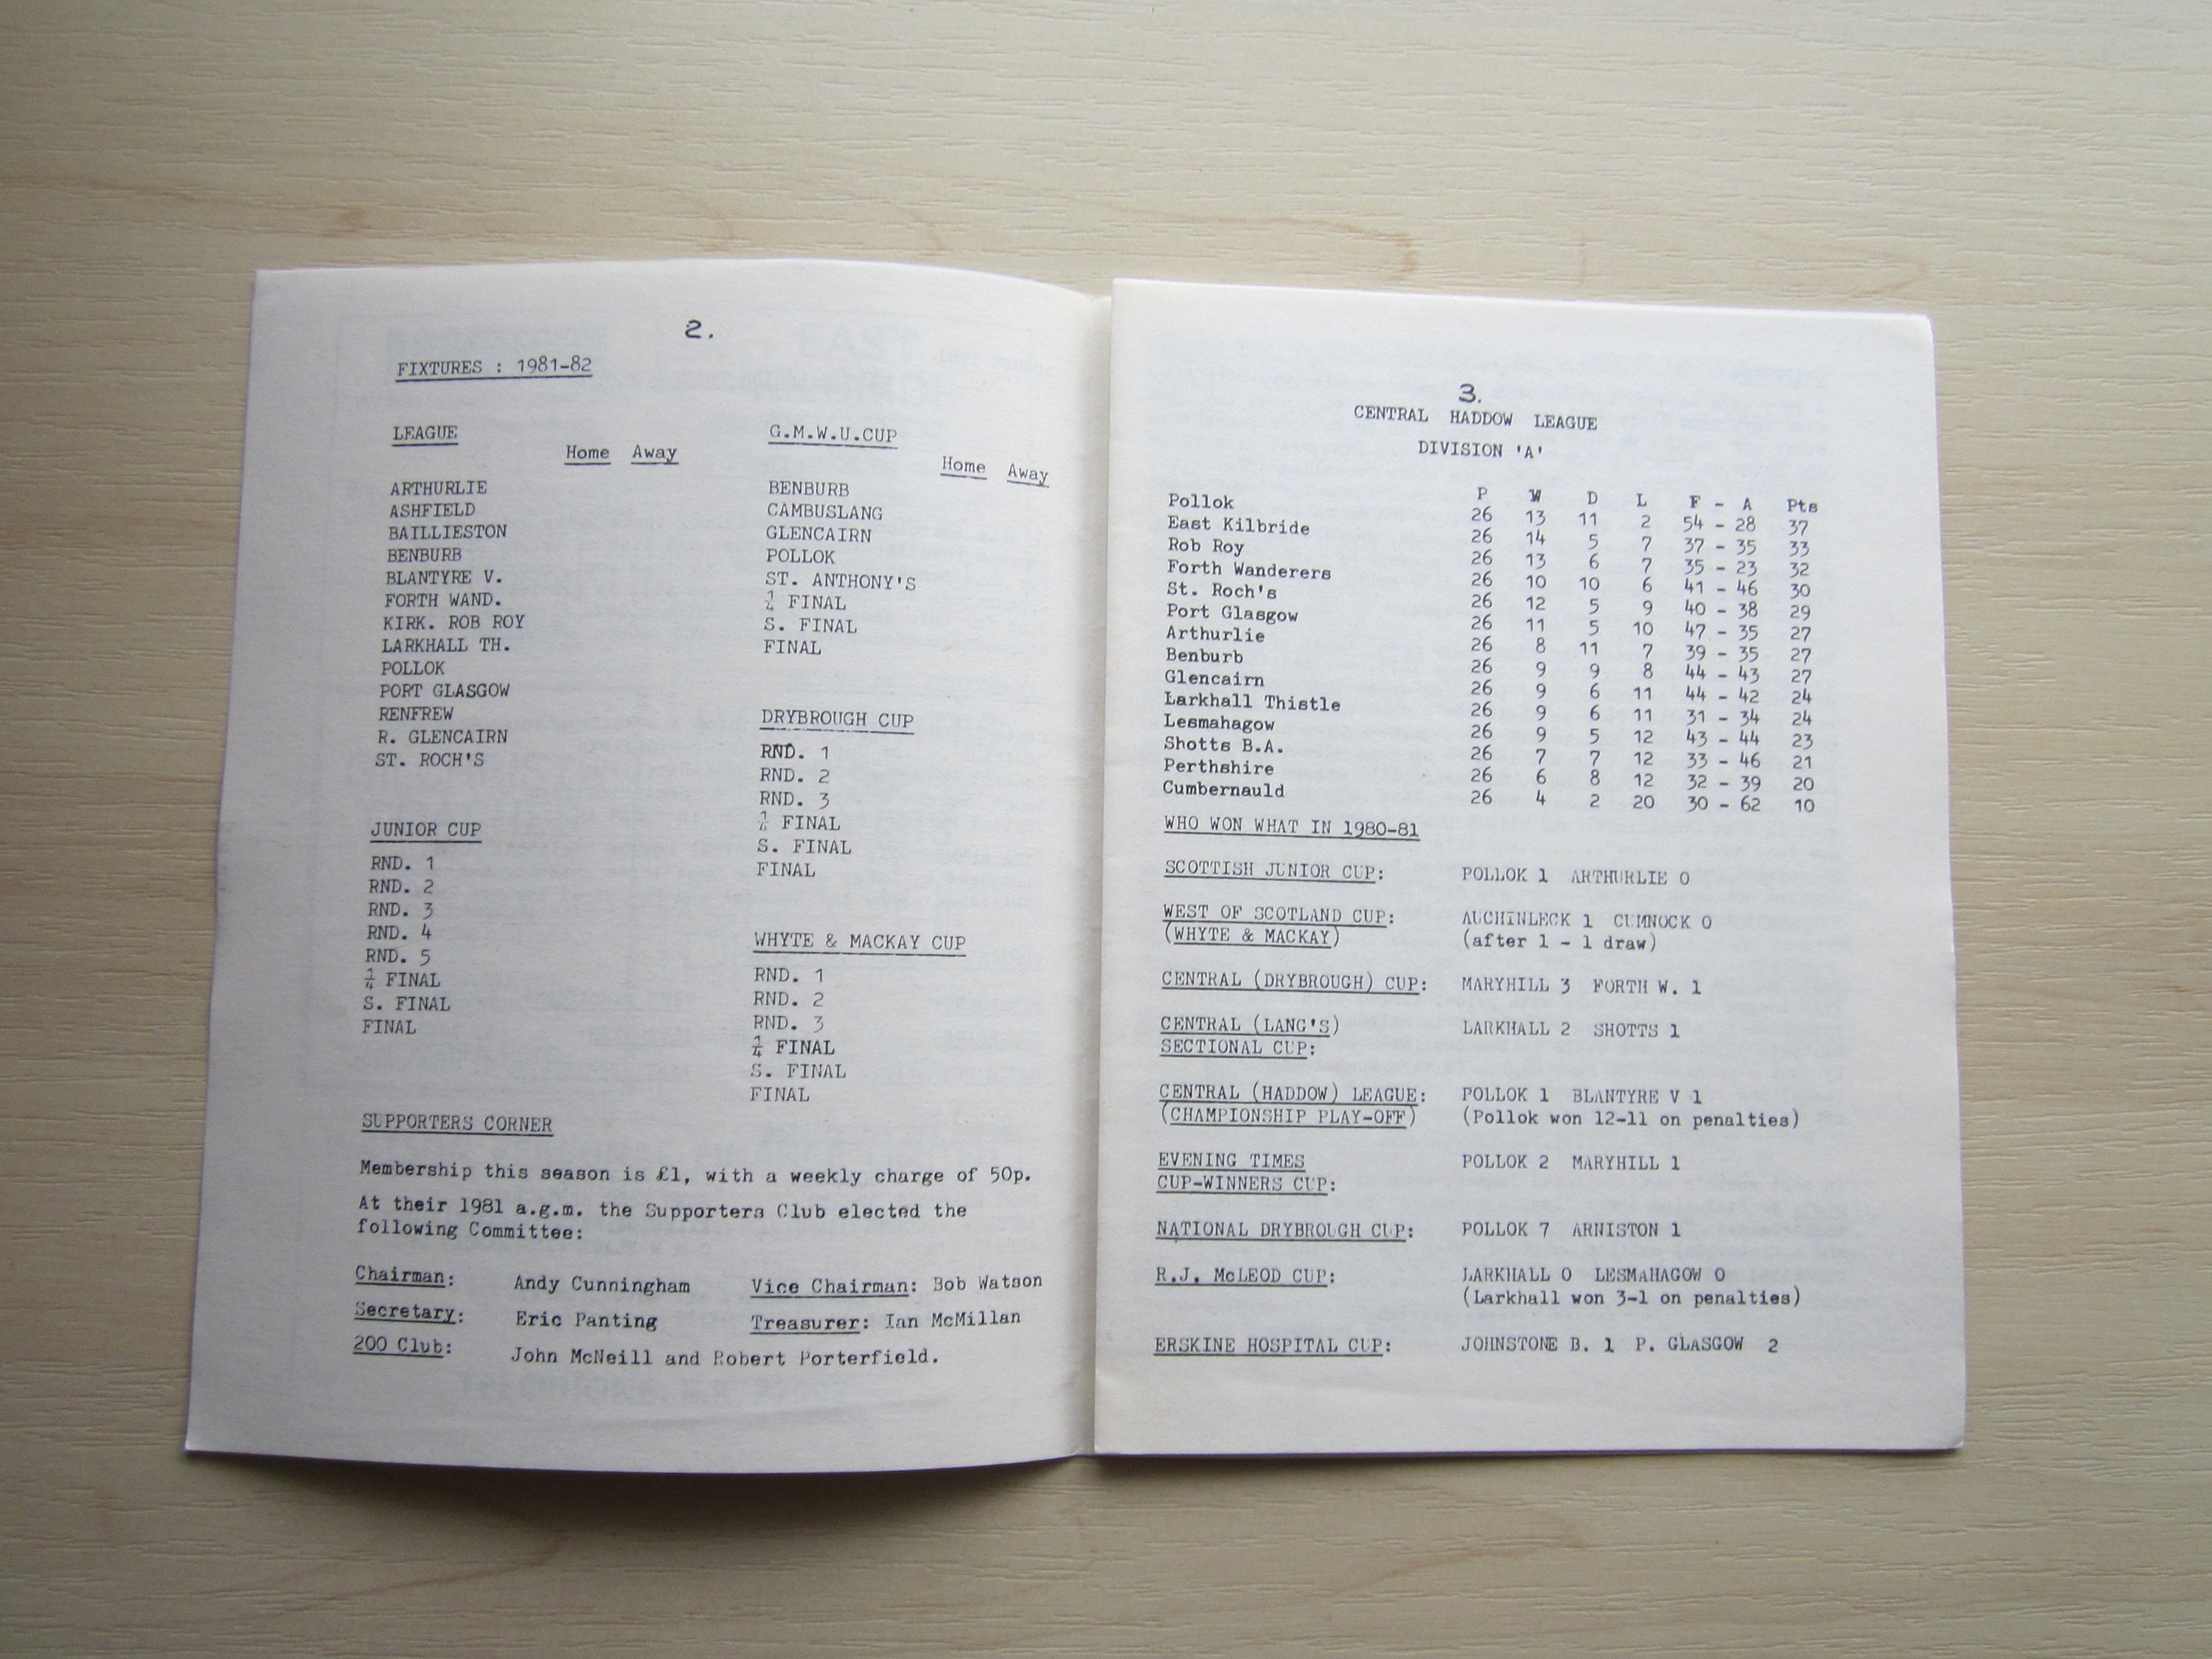 2.
FIXTURES : 1981-82
LEAGUE
Home Away
ARTHURLIE
ASHFIELD
BAILLIESTON
BENBURB
BLANTYRE V.
FORTH WAND.
KIRK. ROB ROY
LARKHALL TH.
POLLOK
PORT GLASGOW
RENFREW
R. GLENCAIRN
ST. ROCH'S
JUNIOR CUP
RND. 1
RND. 2
RND. 3
RND. 4
RND. 5
¼ FINAL
S. FINAL
FINAL
G.M.W.U.CUP
Home Away
BENBURB
CAMBUSLANG
GLENCAIRN
POLLOK
ST. ANTHONY'S
¼ FINAL
S. FINAL
FINAL
DRYBROUGH CUP
RND. 1
RND. 2
RND. 3
¼ FINAL
S. FINAL
FINAL
WHYTE & MACKAY CUP
RND. 1
RND. 2
RND. 3
¼ FINAL
S. FINAL
FINAL
SUPPORTERS CORNER
Membership this season is £1, with a weekly charge of 50p.
At their 1981 a.g.m. the Supporters Club elected the
following Committee:
Chairman: Andy Cunningham Vice Chairman: Bob Watson
Secretary: Eric Panting Treasurer: Ian McMillan
200 Club: John McNeill and Robert Porterfield.
3.
CENTRAL HADDOW LEAGUE
DIVISION 'A'
P W D L F - A Pts
Pollok 26 13 11 2 54 - 28 37
East Kilbride 26 14 5 7 37 - 35 33
Rob Roy 26 13 6 7 35 - 23 32
Forth Wanderers 26 10 10 6 41 - 46 30
St. Roch's 26 12 5 9 40 - 38 29
Port Glasgow 26 11 5 10 47 - 35 27
Arthurlie 26 8 11 7 39 - 35 27
Benburb 26 9 9 8 44 - 43 27
Glencairn 26 9 6 11 44 - 42 24
Larkhall Thistle 26 9 6 11 31 - 34 24
Lesmahagow 26 9 5 12 43 - 44 23
Shotts B.A. 26 7 7 12 33 - 46 21
Perthshire 26 6 8 12 32 - 39 20
Cumbernauld 26 4 2 20 30 - 62 10
WHO WON WHAT IN 1980-81
SCOTTISH JUNIOR CUP: POLLOK 1 ARTHURLIE 0
WEST OF SCOTLAND CUP: AUCHINLECK 1 CUMNOCK 0
(WHYTE & MACKAY) (after 1 - 1 draw)
CENTRAL (DRYBROUGH) CUP: MARYHILL 3 FORTH W. 1
CENTRAL (LANG'S) LARKHALL 2 SHOTTS 1
SECTIONAL CUP:
CENTRAL (HADDOW) LEAGUE: POLLOK 1 BLANTYRE V 1
(CHAMPIONSHIP PLAY-OFF) (Pollok won 12-11 on penalties)
EVENING TIMES POLLOK 2 MARYHILL 1
CUP-WINNERS CUP:
NATIONAL DRYBROUGH CUP: POLLOK 7 ARNISTON 1
R.J. McLEOD CUP: LARKHALL 0 LESMAHAGOW 0
(Larkhall won 3-1 on penalties)
ERSKINE HOSPITAL CUP: JOHNSTONE B. 1 P. GLASGOW 2